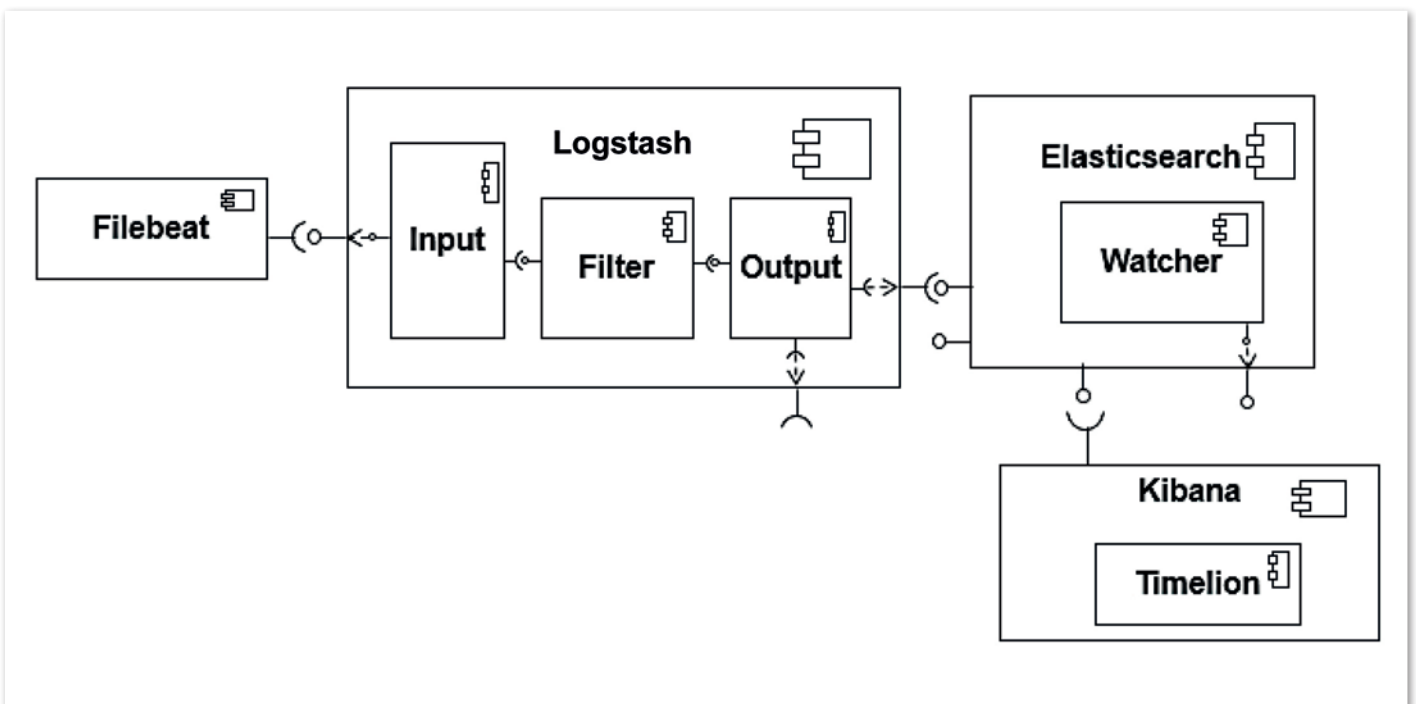 Logstash
Elasticsearch
Filebeat
Input
Filter
Output
Watcher
Kibana
Timelion